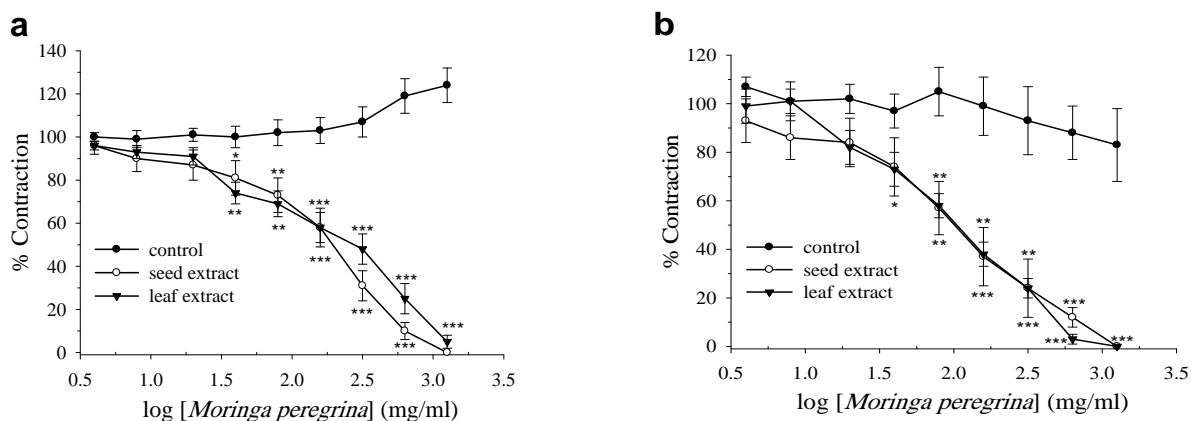 a
% Contraction
140
120
100
80
60
40
20
0
*
**
***
***
***
***
**
**
***
***
***
control
seed extract
leaf extract
0.5 1.0 1.5 2.0 2.5 3.0 3.5
log [Moringa peregrina] (mg/ml)
b
% Contraction
120
100
80
60
40
20
0
**
**
**
***
*
**
***
***
***
***
control
seed extract
leaf extract
0.5 1.0 1.5 2.0 2.5 3.0 3.5
log [Moringa peregrina] (mg/ml)